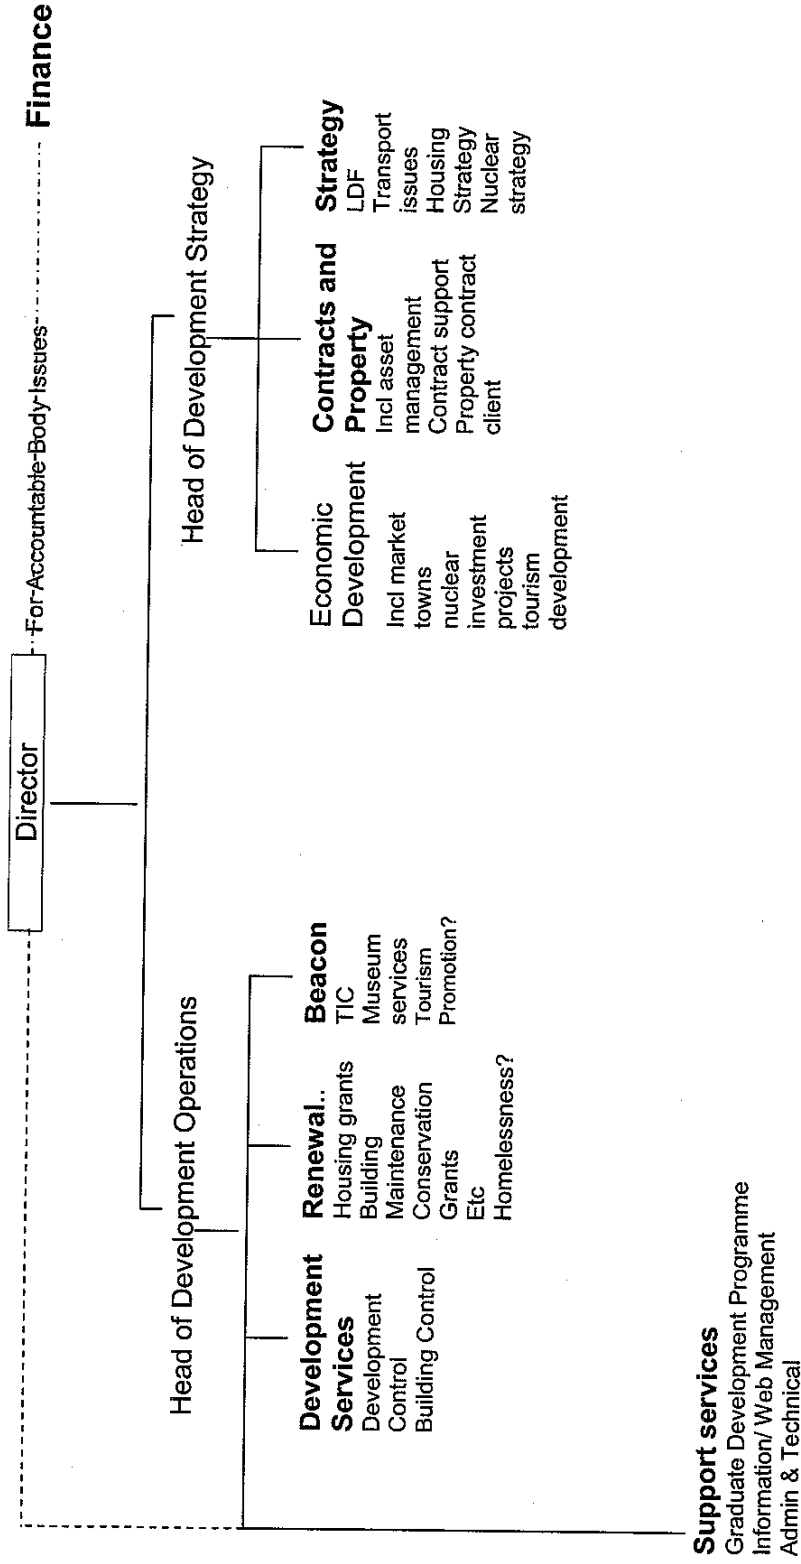 Director
For Accountable Body Issues
Finance
Head of Development Operations
Head of Development Strategy
Development
Services
Development
Control
Building Control
Renewal..
Housing grants
Building
Maintenance
Conservation
Grants
Etc
Homelessness?
Beacon
TIC
Museum
services
Tourism
Promotion?
Economic
Development
Incl market
towns
nuclear
investment
projects
tourism
development
Contracts and
Property
Incl asset
management
Contract support
Property contract
client
Strategy
LDF
Transport
issues
Housing
Strategy
Nuclear
strategy
Support services
Graduate Development Programme
Information/ Web Management
Admin & Technical